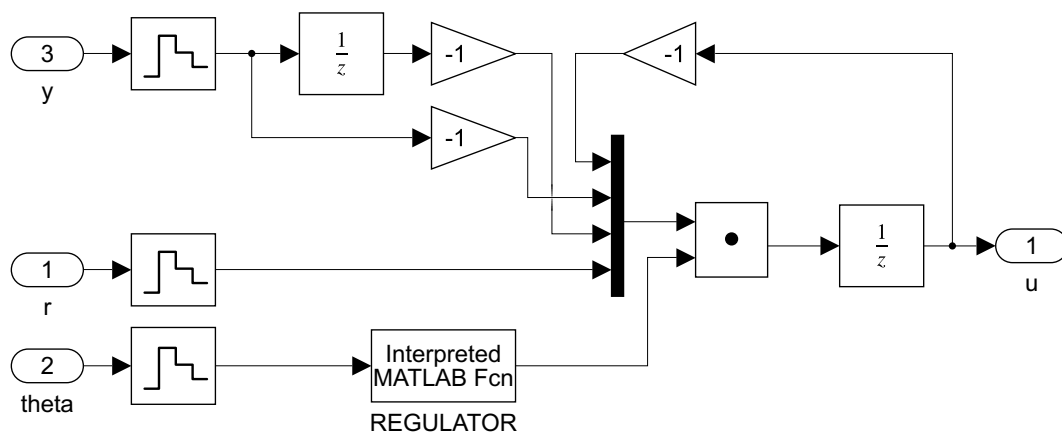 3
y
1
z
-1
-1
-1
1
r
1
z
1
u
2
theta
Interpreted
MATLAB Fcn
REGULATOR